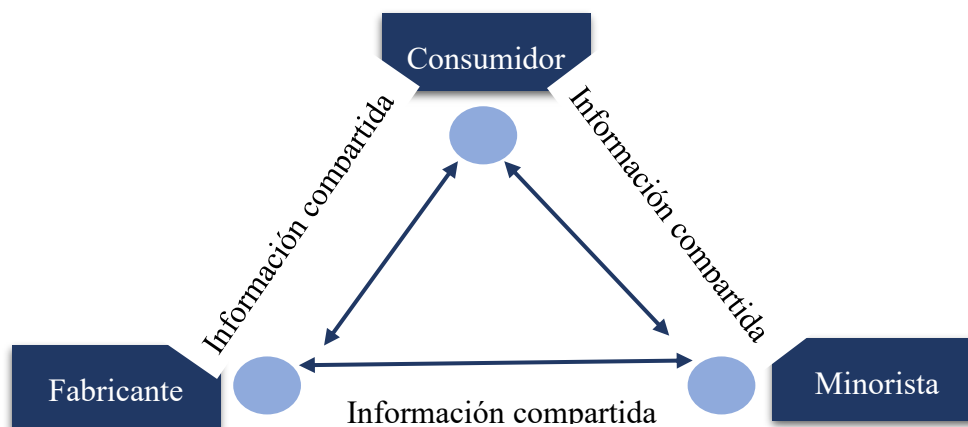 Consumidor
Información compartida
Información compartida
Fabricante
Minorista
Información compartida